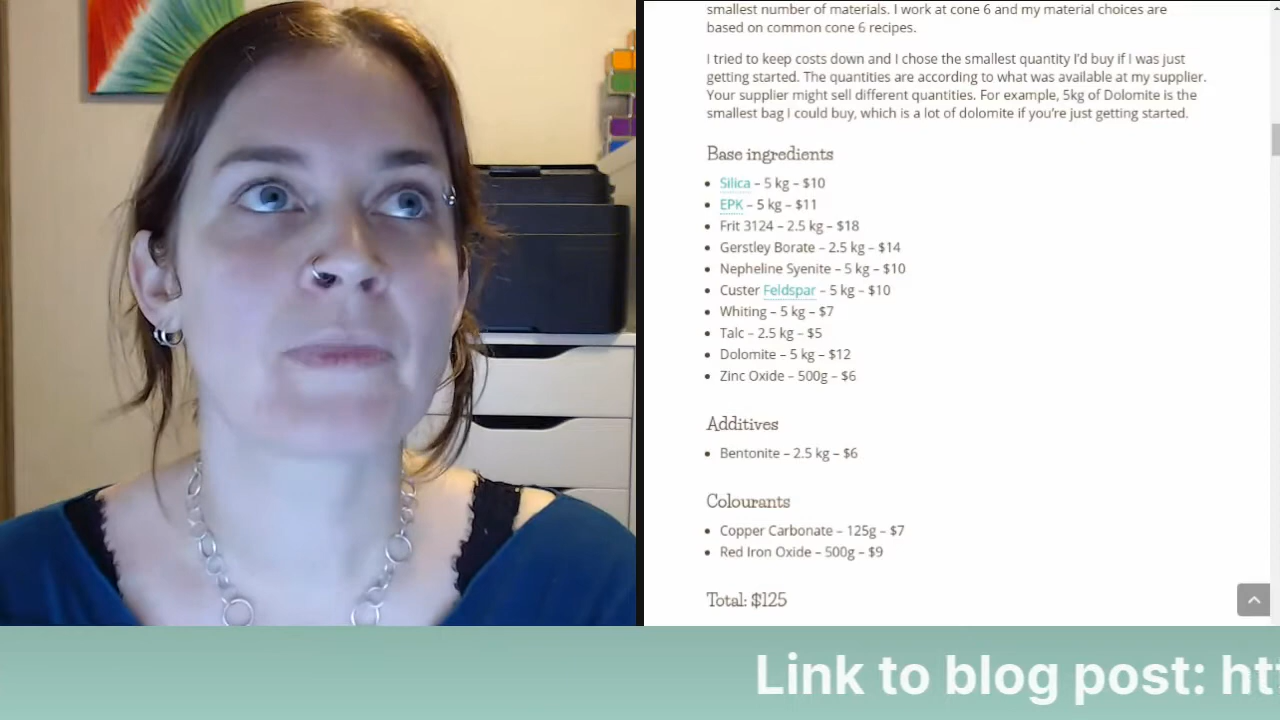 smallest number of materials. I work at cone 6 and my material choices are
based on common cone 6 recipes.
I tried to keep costs down and I chose the smallest quantity I'd buy if I was just
getting started. The quantities are according to what was available at my supplier.
Your supplier might sell different quantities. For example, 5kg of Dolomite is the
smallest bag I could buy, which is a lot of dolomite if you're just getting started.
Base ingredients
• Silica – 5 kg – $10
• EPK – 5 kg – $11
• Frit 3124 – 2.5 kg – $18
• Gerstley Borate – 2.5 kg – $14
• Nepheline Syenite – 5 kg – $10
• Custer Feldspar – 5 kg – $10
• Whiting – 5 kg – $7
• Talc – 2.5 kg – $5
• Dolomite – 5 kg – $12
• Zinc Oxide – 500g – $6
Additives
• Bentonite – 2.5 kg – $6
Colourants
• Copper Carbonate – 125g – $7
• Red Iron Oxide – 500g – $9
Total: $125
Link to blog post: htt